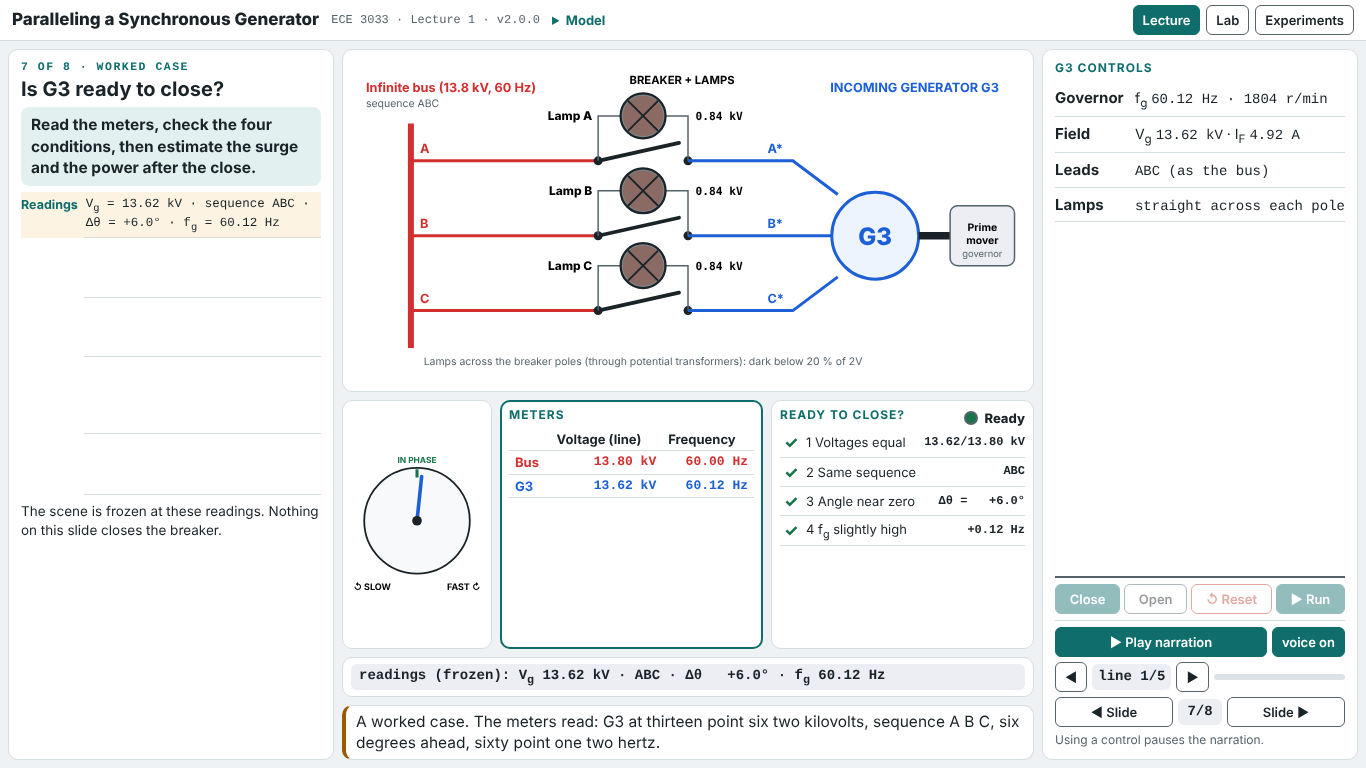 Paralleling a Synchronous Generator ECE 3033 · Lecture 1 · v2.0.0 ▶ Model
Lecture Lab Experiments
7 OF 8 · WORKED CASE
Is G3 ready to close?
Read the meters, check the four
conditions, then estimate the surge
and the power after the close.
Readings Vg = 13.62 kV · sequence ABC ·
Δθ = +6.0° · fg = 60.12 Hz
The scene is frozen at these readings. Nothing
on this slide closes the breaker.
BREAKER + LAMPS
Infinite bus (13.8 kV, 60 Hz)
sequence ABC
INCOMING GENERATOR G3
Lamp A 0.84 kV
A A*
Lamp B 0.84 kV
B B*
Lamp C 0.84 kV
C C*
G3
Prime
mover
governor
Lamps across the breaker poles (through potential transformers): dark below 20 % of 2V
IN PHASE
↺ SLOW FAST ↻
METERS
Voltage (line) Frequency
Bus 13.80 kV 60.00 Hz
G3 13.62 kV 60.12 Hz
READY TO CLOSE? Ready
✓ 1 Voltages equal 13.62/13.80 kV
✓ 2 Same sequence ABC
✓ 3 Angle near zero Δθ = +6.0°
✓ 4 fg slightly high +0.12 Hz
readings (frozen): Vg 13.62 kV · ABC · Δθ +6.0° · fg 60.12 Hz
A worked case. The meters read: G3 at thirteen point six two kilovolts, sequence A B C, six
degrees ahead, sixty point one two hertz.
G3 CONTROLS
Governor fg 60.12 Hz · 1804 r/min
Field Vg 13.62 kV · IF 4.92 A
Leads ABC (as the bus)
Lamps straight across each pole
Close Open ↺ Reset ▶ Run
▶ Play narration voice on
◀ line 1/5 ▶
◀ Slide 7/8 Slide ▶
Using a control pauses the narration.